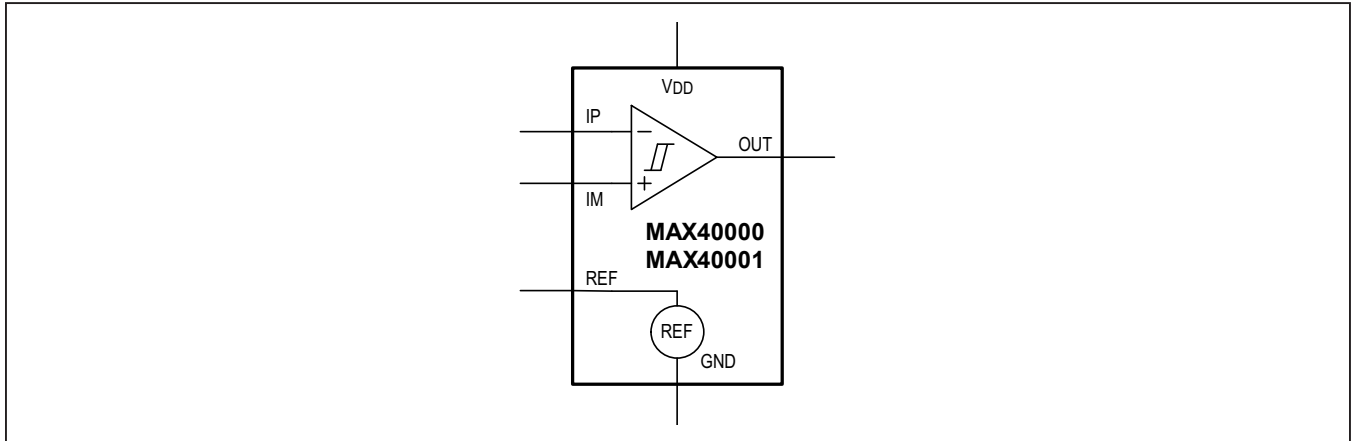 VDD
IP
−
OUT
+
IM
MAX40000
MAX40001
REF
REF
GND